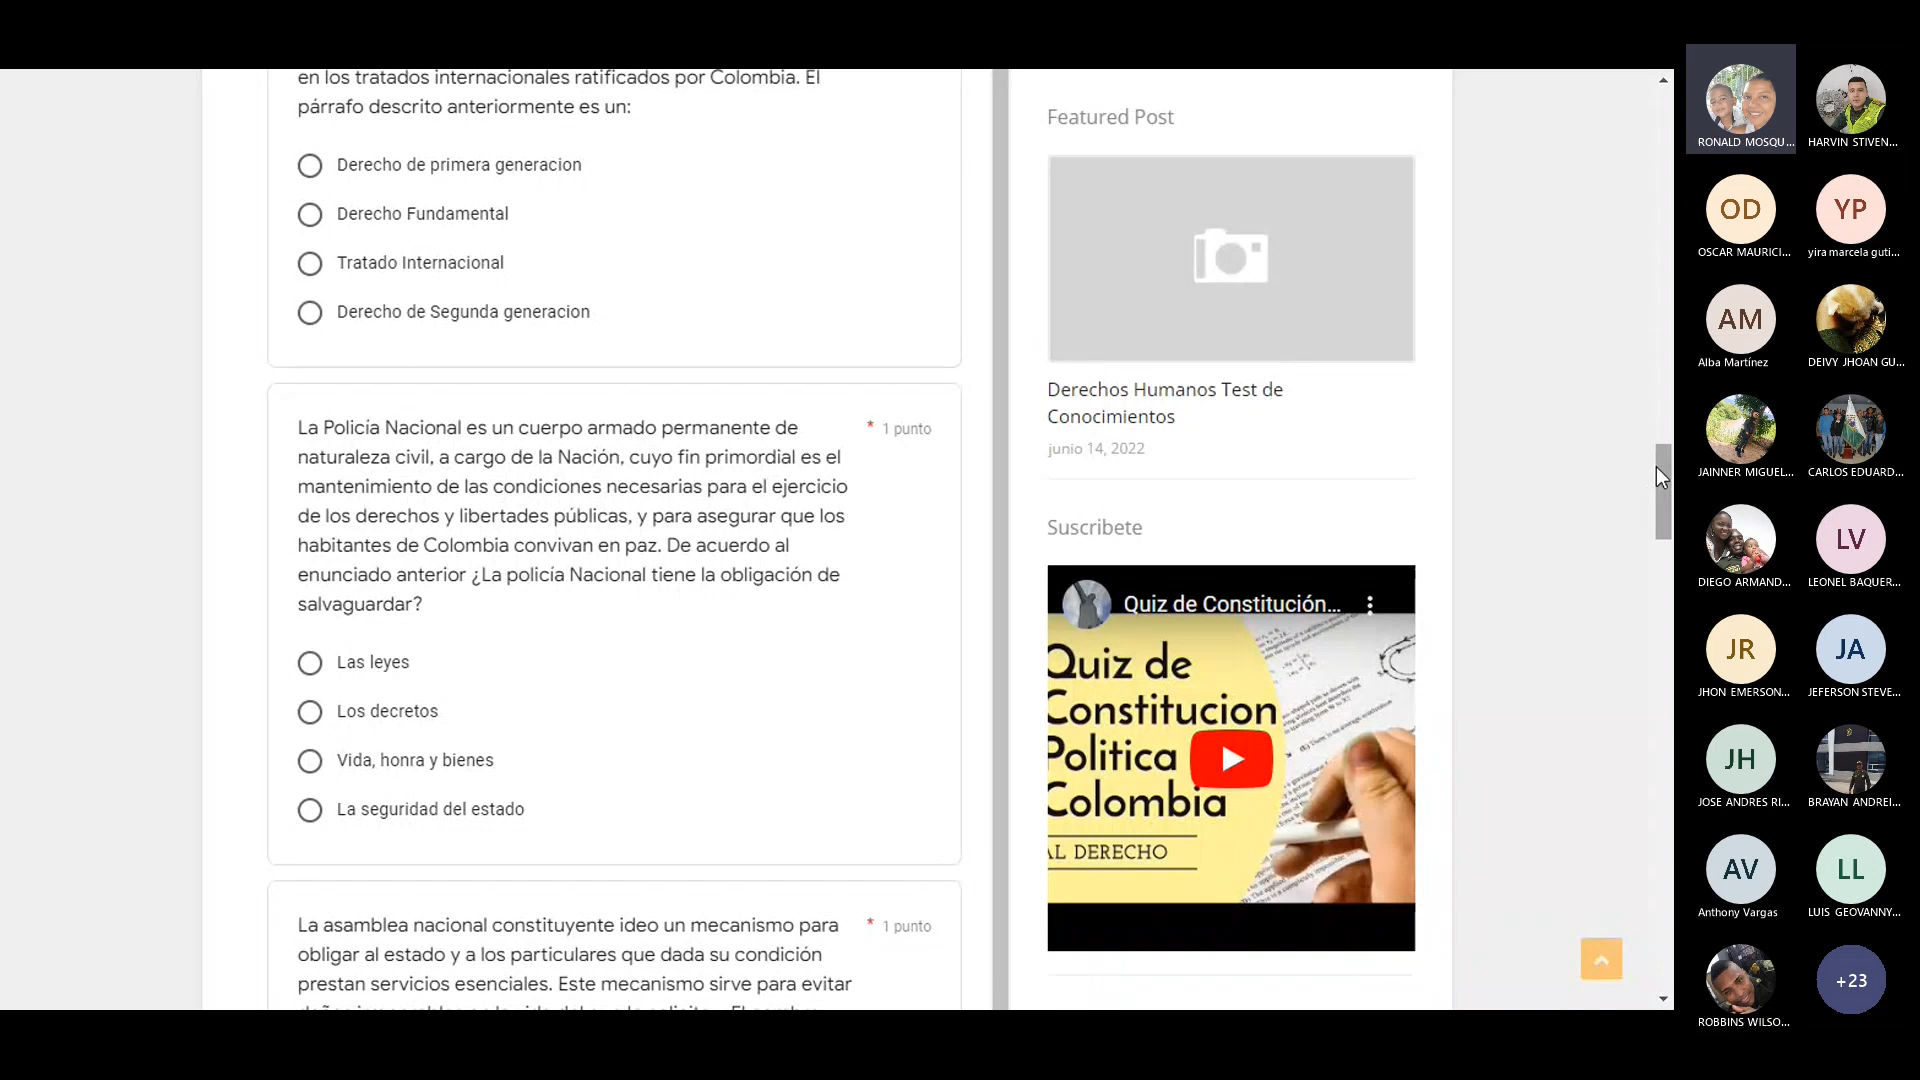 en los tratados internacionales ratificados por Colombia. El
párrafo descrito anteriormente es un:
Derecho de primera generacion
Derecho Fundamental
Tratado Internacional
Derecho de Segunda generacion
La Policía Nacional es un cuerpo armado permanente de
naturaleza civil, a cargo de la Nación, cuyo fin primordial es el
mantenimiento de las condiciones necesarias para el ejercicio
de los derechos y libertades públicas, y para asegurar que los
habitantes de Colombia convivan en paz. De acuerdo al
enunciado anterior ¿La policía Nacional tiene la obligación de
salvaguardar?
* 1 punto
Las leyes
Los decretos
Vida, honra y bienes
La seguridad del estado
La asamblea nacional constituyente ideo un mecanismo para
obligar al estado y a los particulares que dada su condición
prestan servicios esenciales. Este mecanismo sirve para evitar
* 1 punto
Featured Post
Derechos Humanos Test de
Conocimientos
junio 14, 2022
Suscribete
Quiz de Constitución...
Quiz de
Constitucion
Politica
Colombia
AL DERECHO
RONALD MOSQU...
HARVIN STIVEN...
OD
OSCAR MAURICI...
YP
yira marcela guti...
AM
Alba Martínez
DEIVY JHOAN GU...
JAINNER MIGUEL...
CARLOS EDUARD...
DIEGO ARMAND...
LV
LEONEL BAQUER...
JR
JHON EMERSON...
JA
JEFERSON STEVE...
JH
JOSE ANDRES RI...
BRAYAN ANDREI...
AV
Anthony Vargas
LL
LUIS GEOVANNY...
ROBBINS WILSO...
+23